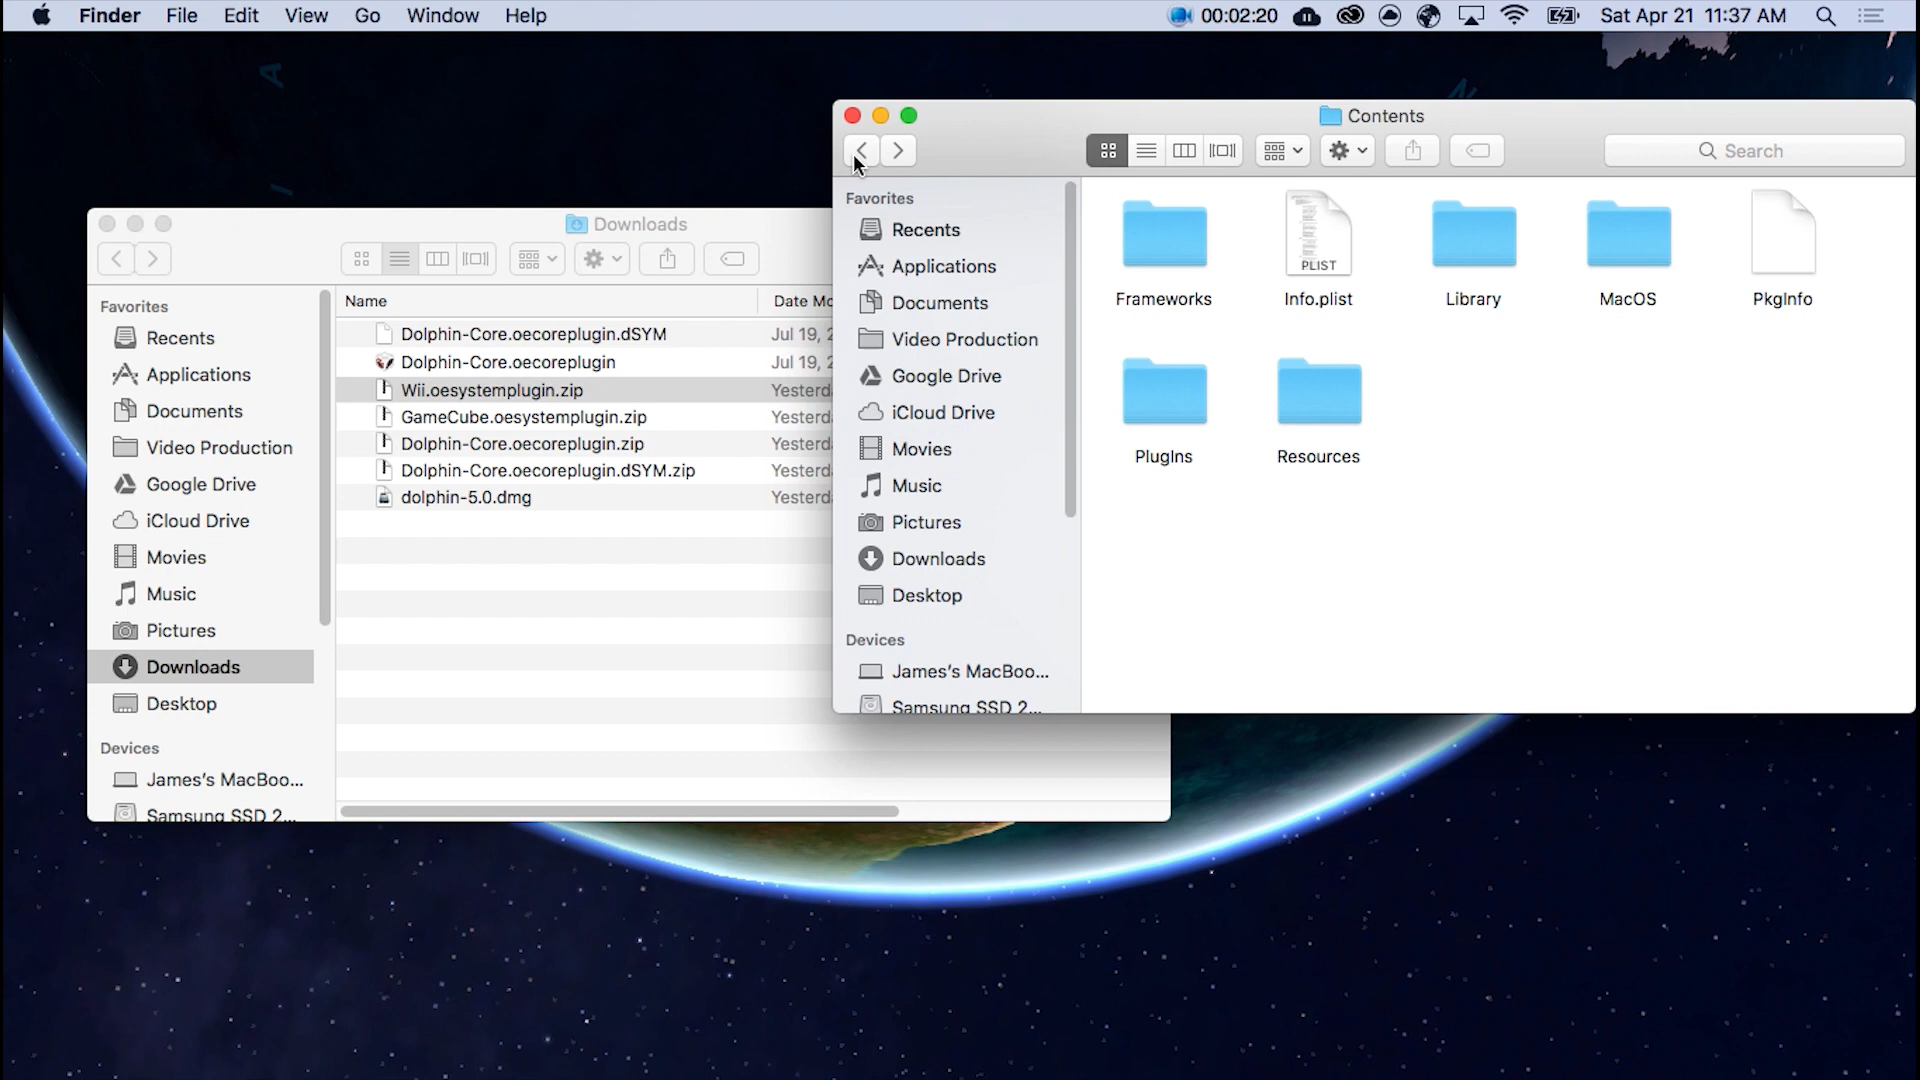 Finder File Edit View Go Window Help 00:02:20 Sat Apr 21 11:37 AM
Contents
Search
Favorites
Recents
Applications
Documents
Video Production
Google Drive
iCloud Drive
Movies
Music
Pictures
Downloads
Desktop
Devices
James's MacBoo...
Samsung SSD 2...
Frameworks
PLIST
Info.plist
Library
MacOS
PkgInfo
PlugIns
Resources
Downloads
Favorites
Recents
Applications
Documents
Video Production
Google Drive
iCloud Drive
Movies
Music
Pictures
Downloads
Desktop
Devices
James's MacBoo...
Samsung SSD 2...
Name Date Mo
Dolphin-Core.oecoreplugin.dSYM Jul 19, 2
Dolphin-Core.oecoreplugin Jul 19, 2
Wii.oesystemplugin.zip Yesterd
GameCube.oesystemplugin.zip Yesterd
Dolphin-Core.oecoreplugin.zip Yesterd
Dolphin-Core.oecoreplugin.dSYM.zip Yesterd
dolphin-5.0.dmg Yesterd